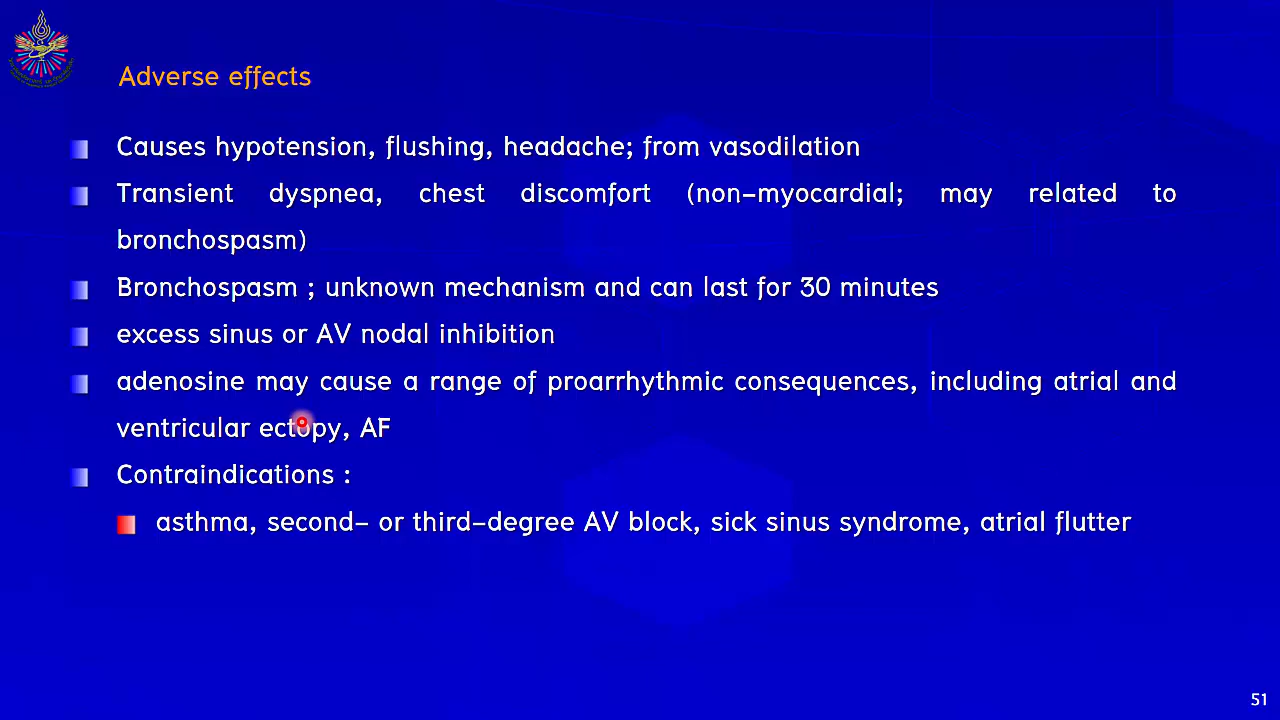 Adverse effects
Causes hypotension, flushing, headache; from vasodilation
Transient dyspnea, chest discomfort (non-myocardial; may related to
bronchospasm)
Bronchospasm ; unknown mechanism and can last for 30 minutes
excess sinus or AV nodal inhibition
adenosine may cause a range of proarrhythmic consequences, including atrial and
ventricular ectopy, AF
Contraindications :
asthma, second- or third-degree AV block, sick sinus syndrome, atrial flutter
51